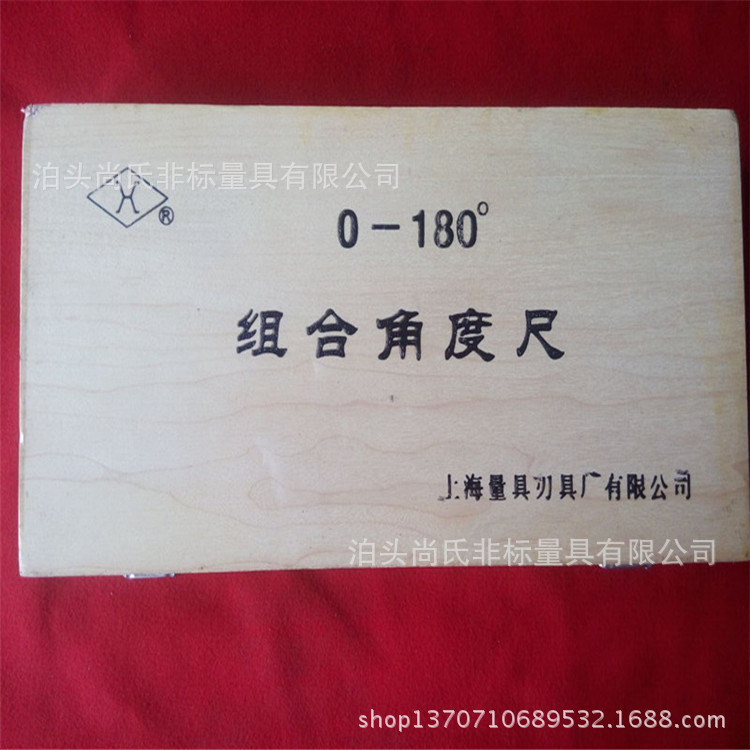 泊头尚氏非标量具有限公司
®
0-180°
组合角度尺
上海量具刃具厂有限公司
泊头尚氏非标量具有限公司
shop1370710689532.1688.com